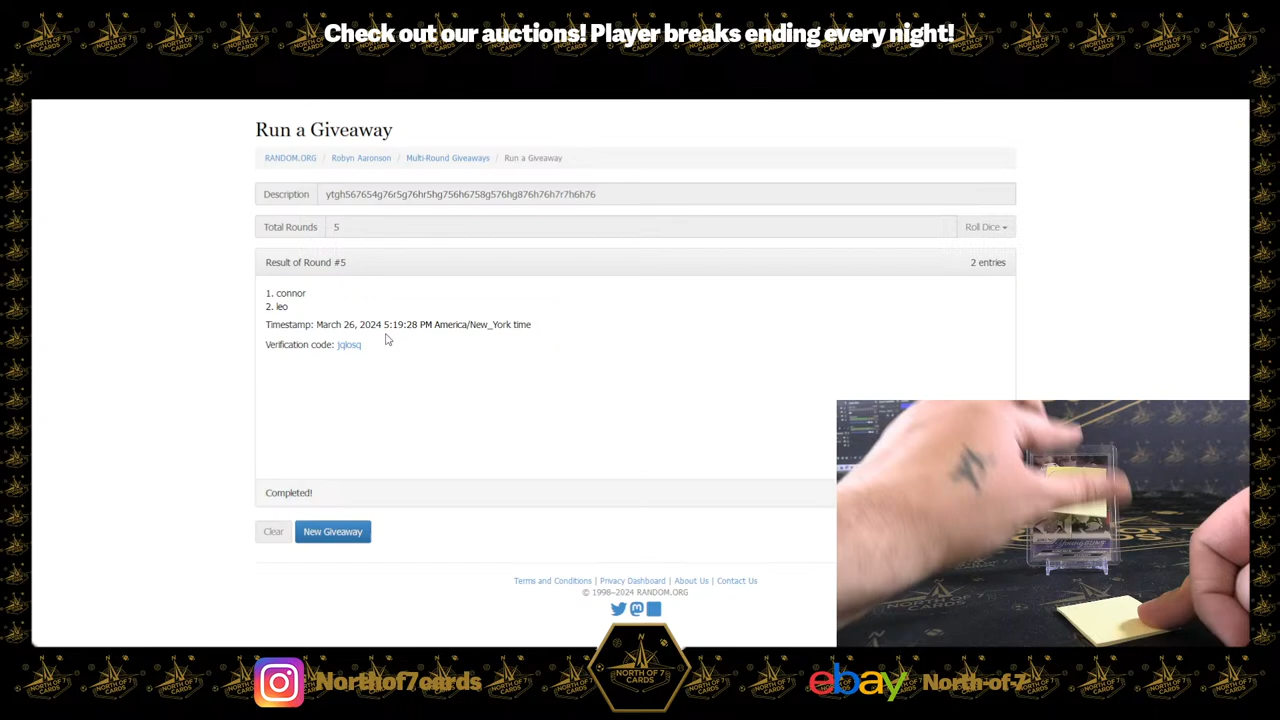 Check out our auctions! Player breaks ending every night!
Run a Giveaway
RANDOM.ORG / Robyn Aaronson / Multi-Round Giveaways / Run a Giveaway
Description ytgh567654g76r5g76hr5hg756h6758g576hg876h76h7r7h6h76
Total Rounds 5 Roll Dice
Result of Round #5 2 entries
1. connor
2. leo
Timestamp: March 26, 2024 5:19:28 PM America/New_York time
Verification code: jqlosq
Completed!
Clear New Giveaway
Terms and Conditions | Privacy Dashboard | About Us | Contact Us
© 1998–2024 RANDOM.ORG
N
NORTH OF 7
CARDS
Northof7cards
ebay North-of-7